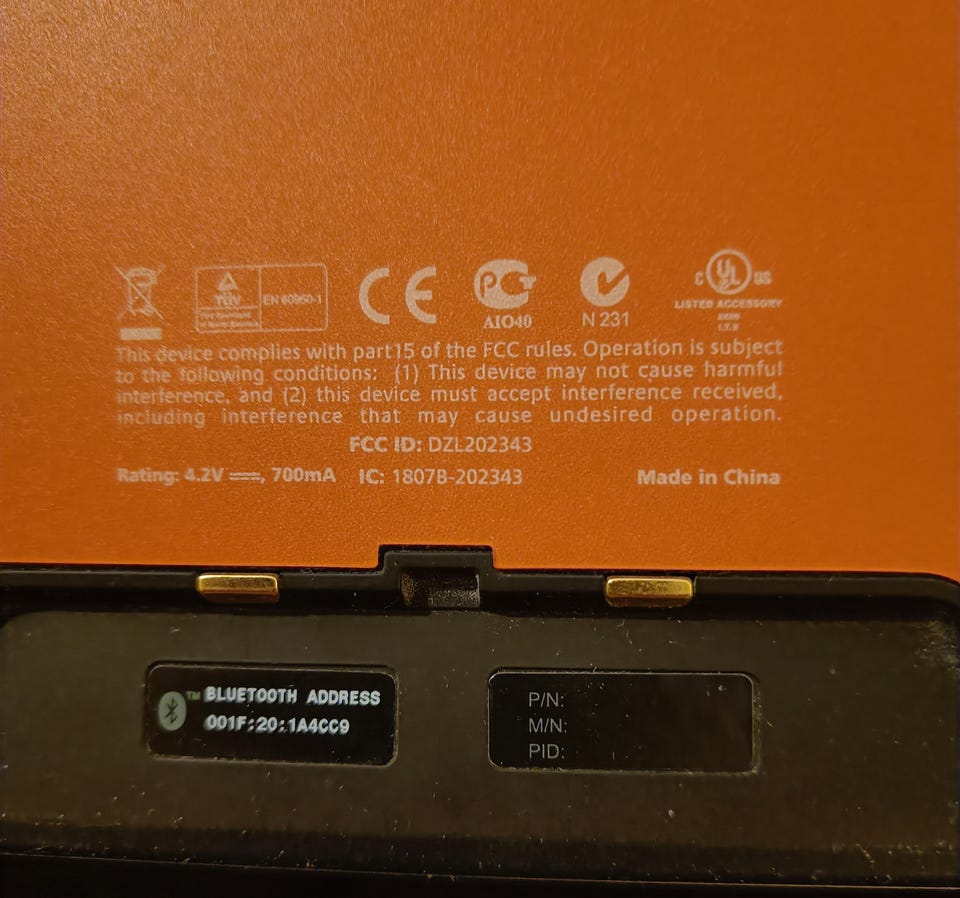 TÜV EN 60950-1
CE PCT N 231
AIO40
C UL US
LISTED ACCESSORY
I.T.E
This device complies with part15 of the FCC rules. Operation is subject
to the following conditions: (1) This device may not cause harmful
interference, and (2) this device must accept interference received,
including interference that may cause undesired operation.
FCC ID: DZL202343
Rating: 4.2V ⎓, 700mA IC: 1807B-202343 Made in China
™ BLUETOOTH ADDRESS
001F:20:1A4CC9
P/N:
M/N:
PID: